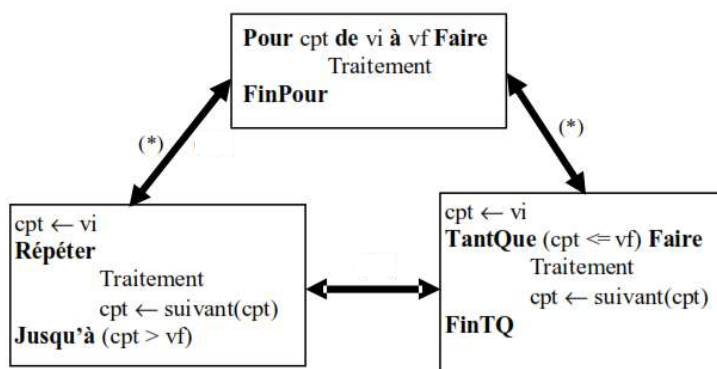 Pour cpt de vi à vf Faire
Traitement
FinPour
(*)
(*)
cpt ← vi
Répéter
Traitement
cpt ← suivant(cpt)
Jusqu’à (cpt > vf)
cpt ← vi
TantQue (cpt <= vf) Faire
Traitement
cpt ← suivant(cpt)
FinTQ